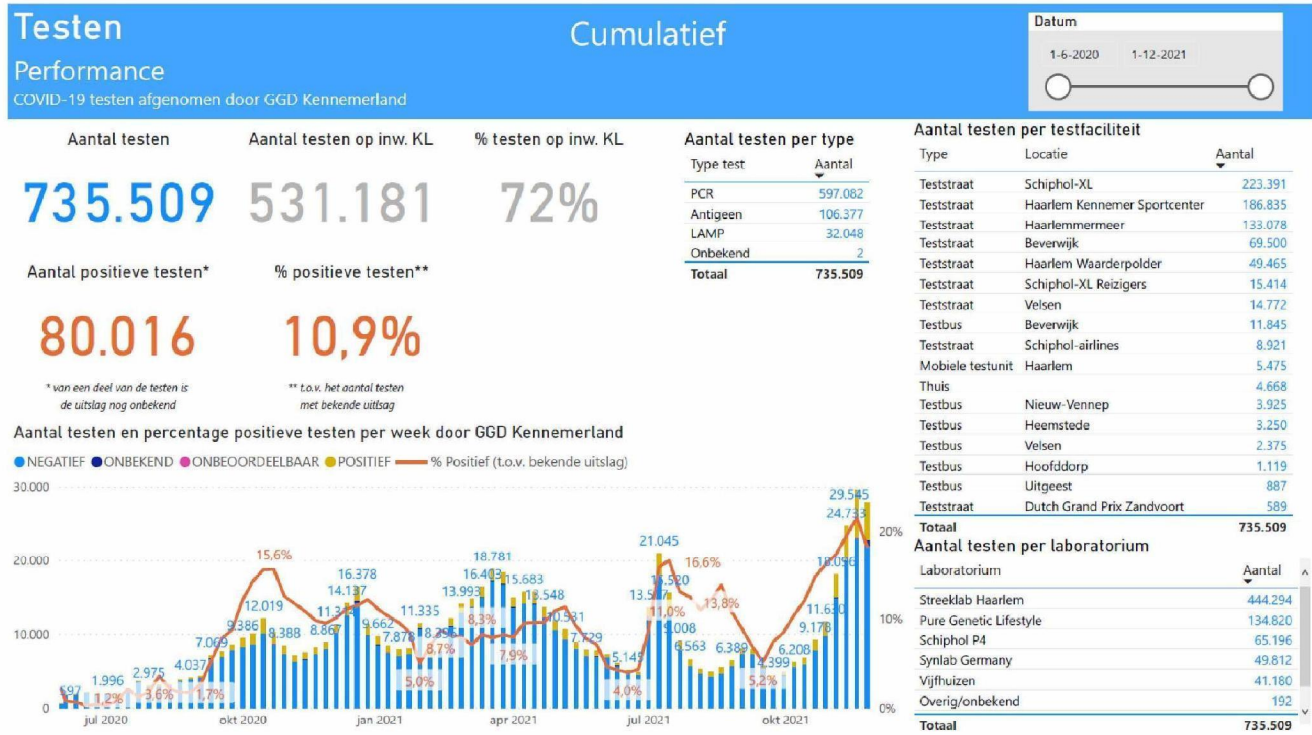 Testen
Cumulatief
Performance
COVID-19 testen afgenomen door GGD Kennemerland
Datum
1-6-2020 1-12-2021
Aantal testen
735.509
Aantal testen op inw. KL
531.181
% testen op inw. KL
72%
Aantal positieve testen*
80.016
* van een deel van de testen is
de uitslag nog onbekend
% positieve testen**
10,9%
** t.o.v. het aantal testen
met bekende uitlsag
Aantal testen per type
Type test Aantal
PCR 597.082
Antigeen 106.377
LAMP 32.048
Onbekend 2
Totaal 735.509
Aantal testen per testfaciliteit
Type Locatie Aantal
Teststraat Schiphol-XL 223.391
Teststraat Haarlem Kennemer Sportcenter 186.835
Teststraat Haarlemmermeer 133.078
Teststraat Beverwijk 69.500
Teststraat Haarlem Waarderpolder 49.465
Teststraat Schiphol-XL Reizigers 15.414
Teststraat Velsen 14.772
Testbus Beverwijk 11.845
Teststraat Schiphol-airlines 8.921
Mobiele testunit Haarlem 5.475
Thuis 4.668
Testbus Nieuw-Vennep 3.925
Testbus Heemstede 3.250
Testbus Velsen 2.375
Testbus Hoofddorp 1.119
Testbus Uitgeest 887
Teststraat Dutch Grand Prix Zandvoort 589
Totaal 735.509
Aantal testen per laboratorium
Laboratorium Aantal
Streeklab Haarlem 444.294
Pure Genetic Lifestyle 134.820
Schiphol P4 65.196
Synlab Germany 49.812
Vijfhuizen 41.180
Overig/onbekend 192
Totaal 735.509
Aantal testen en percentage positieve testen per week door GGD Kennemerland
NEGATIEF ONBEKEND ONBEOORDEELBAAR POSITIEF % Positief (t.o.v. bekende uitslag)
30.000
20.000
10.000
0
20%
10%
0%
597
1.996
1,2%
2.975
3,6%
4.037
1,7%
7.069
9.386
12.019
15,6%
8.388
8.867
14.137
16.378
9.662
7.878
11.335
5,0%
8,7%
13.993
8,3%
16.403
18.781
7,9%
15.683
13.548
10.531
7.729
5.145
4,0%
21.045
11,0%
16,6%
13,8%
6.389
5,2%
6.208
9.178
11.630
18.056
24.733
29.545
jul 2020
okt 2020
jan 2021
apr 2021
jul 2021
okt 2021